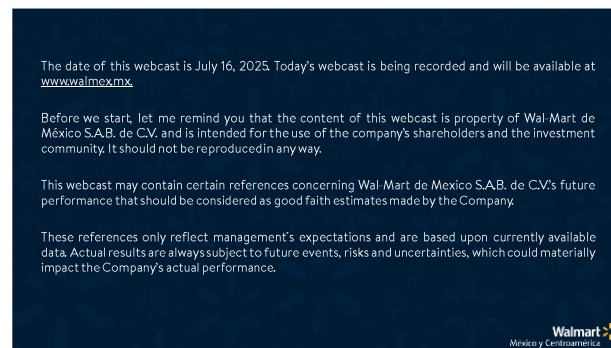 The date of this webcast is July 16, 2025. Today's webcast is being recorded and will be available at
www.walmex.mx.
Before we start, let me remind you that the content of this webcast is property of Wal-Mart de
México S.A.B. de C.V. and is intended for the use of the company's shareholders and the investment
community. It should not be reproduced in any way.
This webcast may contain certain references concerning Wal-Mart de Mexico S.A.B. de C.V.'s future
performance that should be considered as good faith estimates made by the Company.
These references only reflect management´s expectations and are based upon currently available
data. Actual results are always subject to future events, risks and uncertainties, which could materially
impact the Company's actual performance.
Walmart
México y Centroamérica